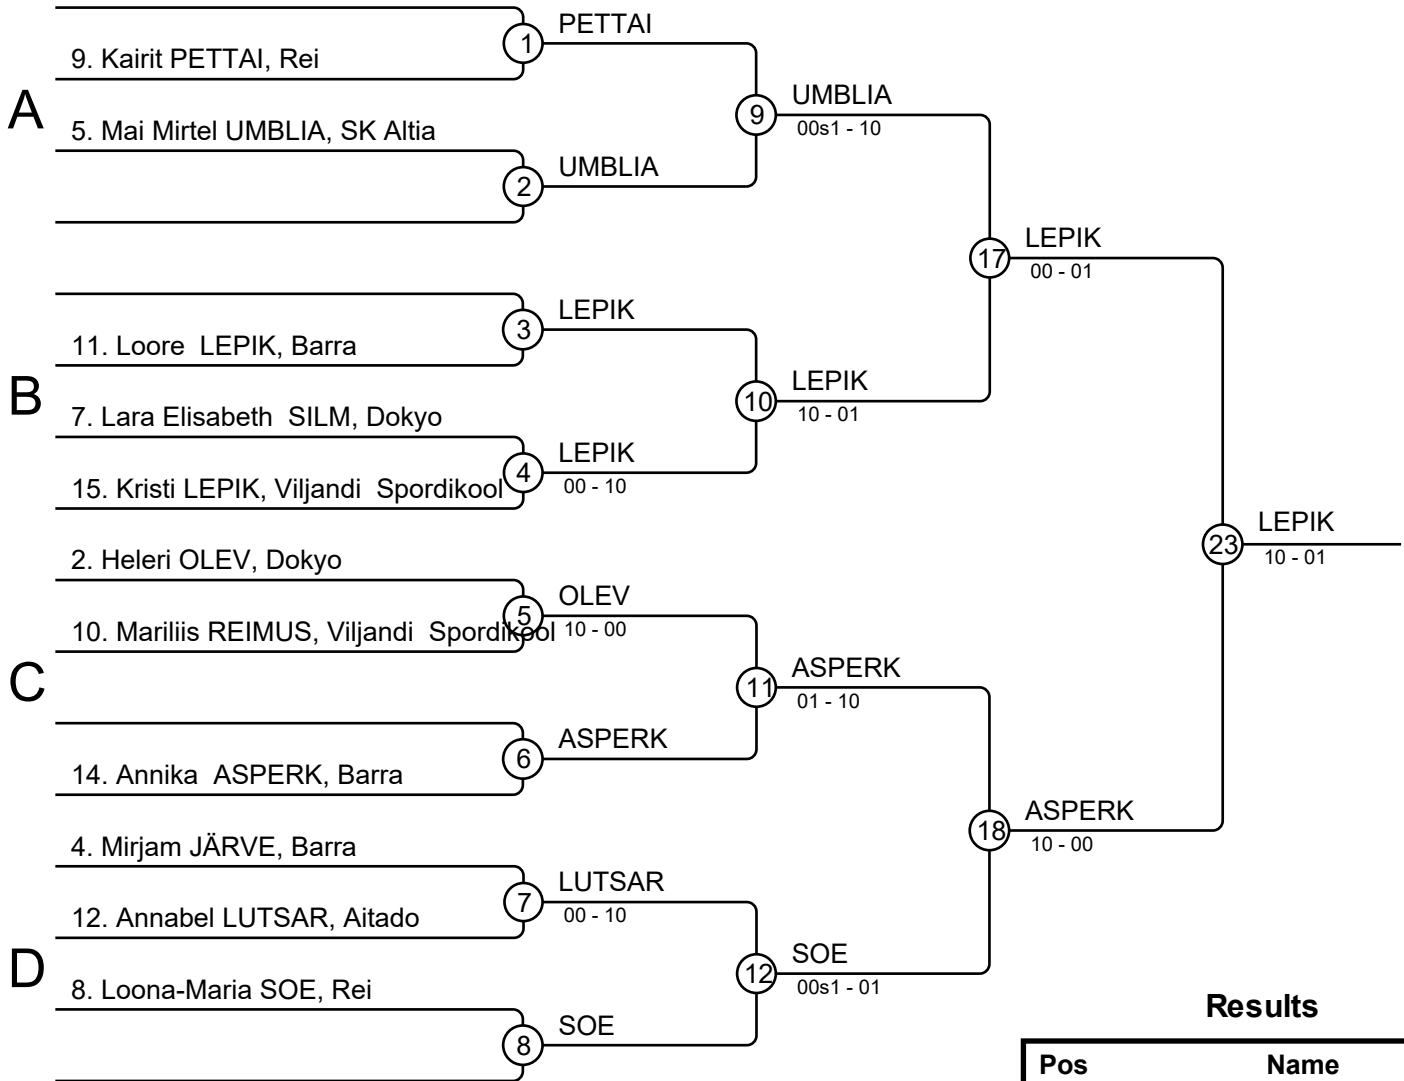 PETTAI
1
9. Kairit PETTAI, Rei
A
UMBLIA
9
00s1 - 10
5. Mai Mirtel UMBLIA, SK Altia
UMBLIA
2
LEPIK
17
00 - 01
LEPIK
3
11. Loore  LEPIK, Barra
B
LEPIK
10
10 - 01
7. Lara Elisabeth  SILM, Dokyo
LEPIK
4
00 - 10
15. Kristi LEPIK, Viljandi  Spordikool
LEPIK
23
10 - 01
2. Heleri OLEV, Dokyo
OLEV
5
10 - 00
10. Mariliis REIMUS, Viljandi  Spordikool
C
ASPERK
11
01 - 10
ASPERK
6
14. Annika  ASPERK, Barra
ASPERK
18
10 - 00
4. Mirjam JÄRVE, Barra
LUTSAR
7
00 - 10
12. Annabel LUTSAR, Aitado
D
SOE
12
00s1 - 01
8. Loona-Maria SOE, Rei
SOE
8
Results
Pos Name